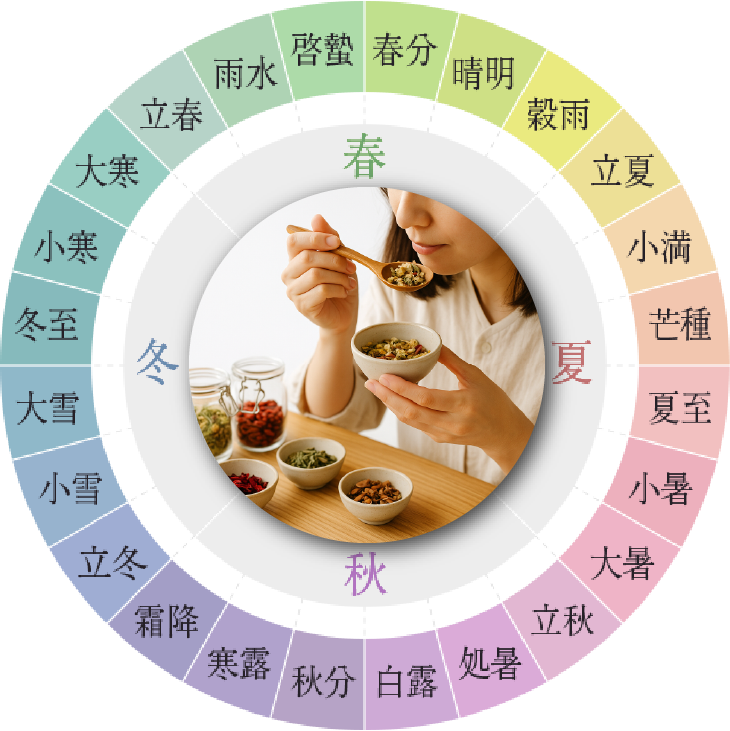 立春
雨水
啓蟄
春分
晴明
穀雨
立夏
小満
芒種
夏至
小暑
大暑
立秋
処暑
白露
秋分
寒露
霜降
立冬
小雪
大雪
冬至
小寒
大寒
春
夏
秋
冬